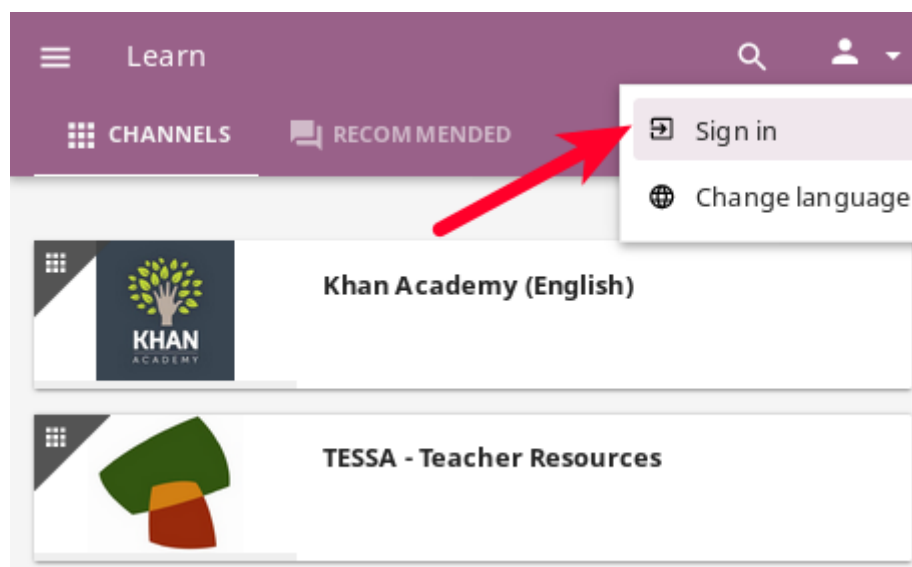 Learn
CHANNELS
RECOMMENDED
Sign in
Change language
Khan Academy (English)
KHAN
ACADEMY
TESSA - Teacher Resources